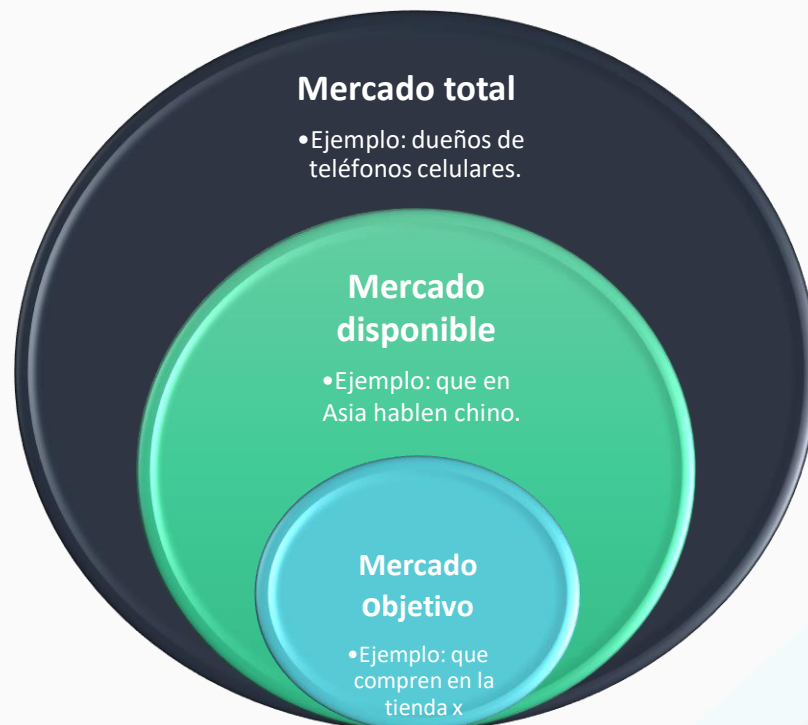 Mercado total
•Ejemplo: dueños de
teléfonos celulares.
Mercado
disponible
•Ejemplo: que en
Asia hablen chino.
Mercado
Objetivo
•Ejemplo: que
compren en la
tienda x